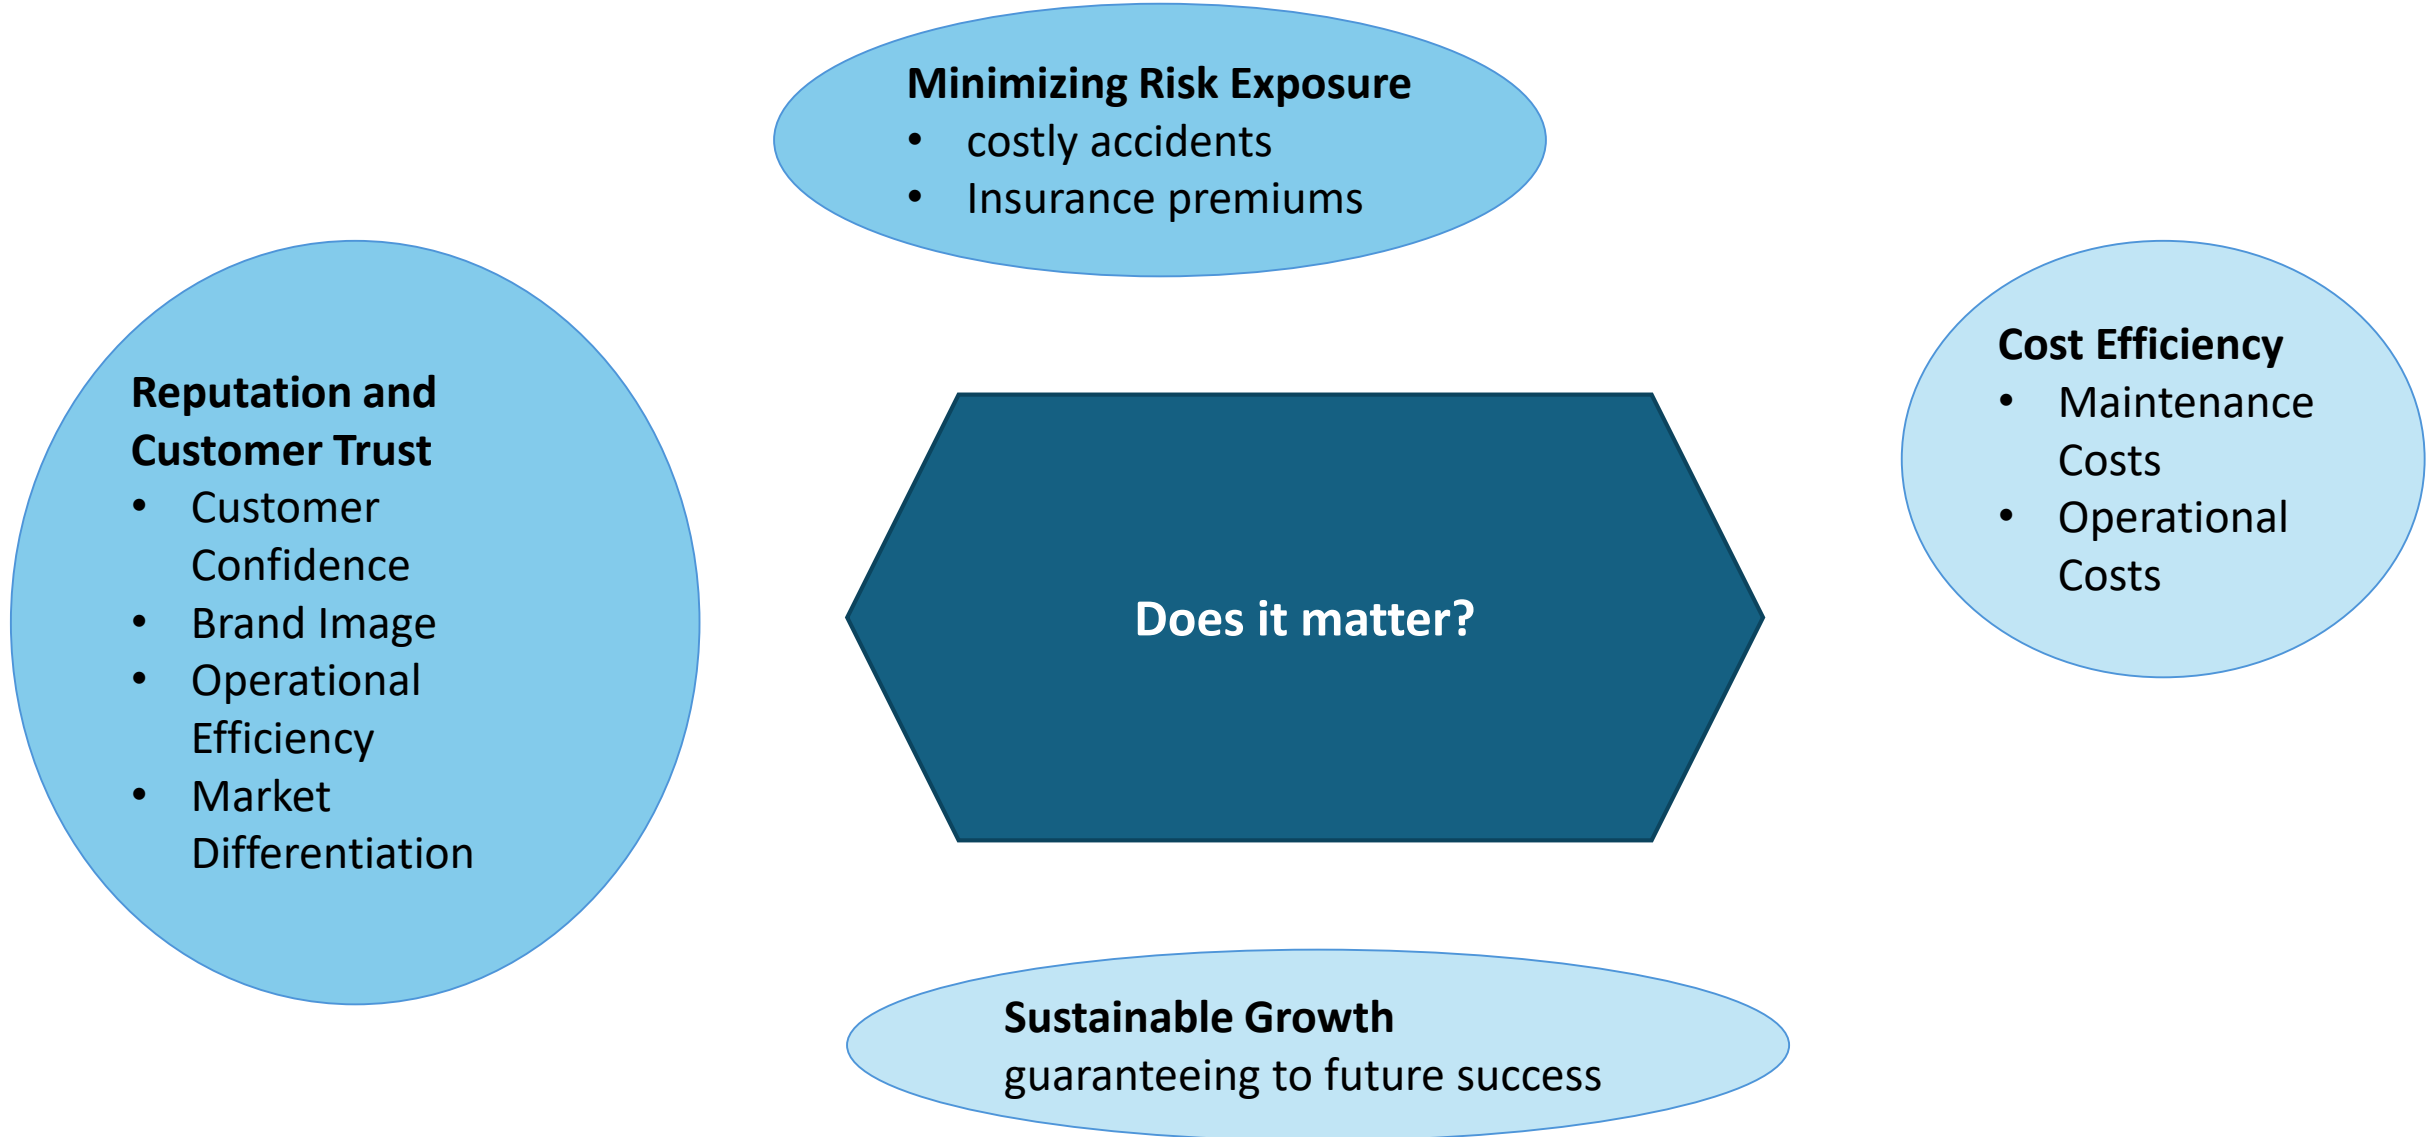 Minimizing Risk Exposure
• costly accidents
• Insurance premiums
Reputation and
Customer Trust
• Customer
Confidence
• Brand Image
• Operational
Efficiency
• Market
Differentiation
Does it matter?
Cost Efficiency
• Maintenance
Costs
• Operational
Costs
Sustainable Growth
guaranteeing to future success